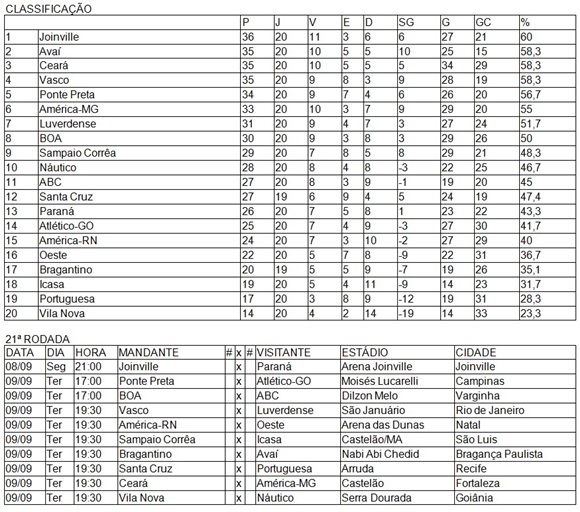 CLASSIFICAÇÃO
P J V E D SG G GC %
1 Joinville 36 20 11 3 6 6 27 21 60
2 Avaí 35 20 10 5 5 10 25 15 58,3
3 Ceará 35 20 10 5 5 5 34 29 58,3
4 Vasco 35 20 9 8 3 9 28 19 58,3
5 Ponte Preta 34 20 9 7 4 6 26 20 56,7
6 América-MG 33 20 10 3 7 9 29 20 55
7 Luverdense 31 20 9 4 7 3 27 24 51,7
8 BOA 30 20 9 3 8 3 29 26 50
9 Sampaio Corrêa 29 20 7 8 5 8 29 21 48,3
10 Náutico 28 20 8 4 8 -3 22 25 46,7
11 ABC 27 20 8 3 9 -1 19 20 45
12 Santa Cruz 27 19 6 9 4 5 24 19 47,4
13 Paraná 26 20 7 5 8 1 23 22 43,3
14 Atlético-GO 25 20 7 4 9 -3 27 30 41,7
15 América-RN 24 20 7 3 10 -2 27 29 40
16 Oeste 22 20 5 7 8 -9 22 31 36,7
17 Bragantino 20 19 5 5 9 -7 19 26 35,1
18 Icasa 19 20 5 4 11 -9 14 23 31,7
19 Portuguesa 17 20 3 8 9 -12 19 31 28,3
20 Vila Nova 14 20 4 2 14 -19 14 33 23,3
21ª RODADA
DATA DIA HORA MANDANTE # x # VISITANTE ESTÁDIO CIDADE
08/09 Seg 21:00 Joinville x Paraná Arena Joinville Joinville
09/09 Ter 17:00 Ponte Preta x Atlético-GO Moisés Lucarelli Campinas
09/09 Ter 17:00 BOA x ABC Dilzon Melo Varginha
09/09 Ter 19:30 Vasco x Luverdense São Januário Rio de Janeiro
09/09 Ter 19:30 América-RN x Oeste Arena das Dunas Natal
09/09 Ter 19:30 Sampaio Corrêa x Icasa Castelão/MA São Luis
09/09 Ter 19:30 Bragantino x Avaí Nabi Abi Chedid Bragança Paulista
09/09 Ter 19:30 Santa Cruz x Portuguesa Arruda Recife
09/09 Ter 19:30 Ceará x América-MG Castelão Fortaleza
09/09 Ter 19:30 Vila Nova x Náutico Serra Dourada Goiânia